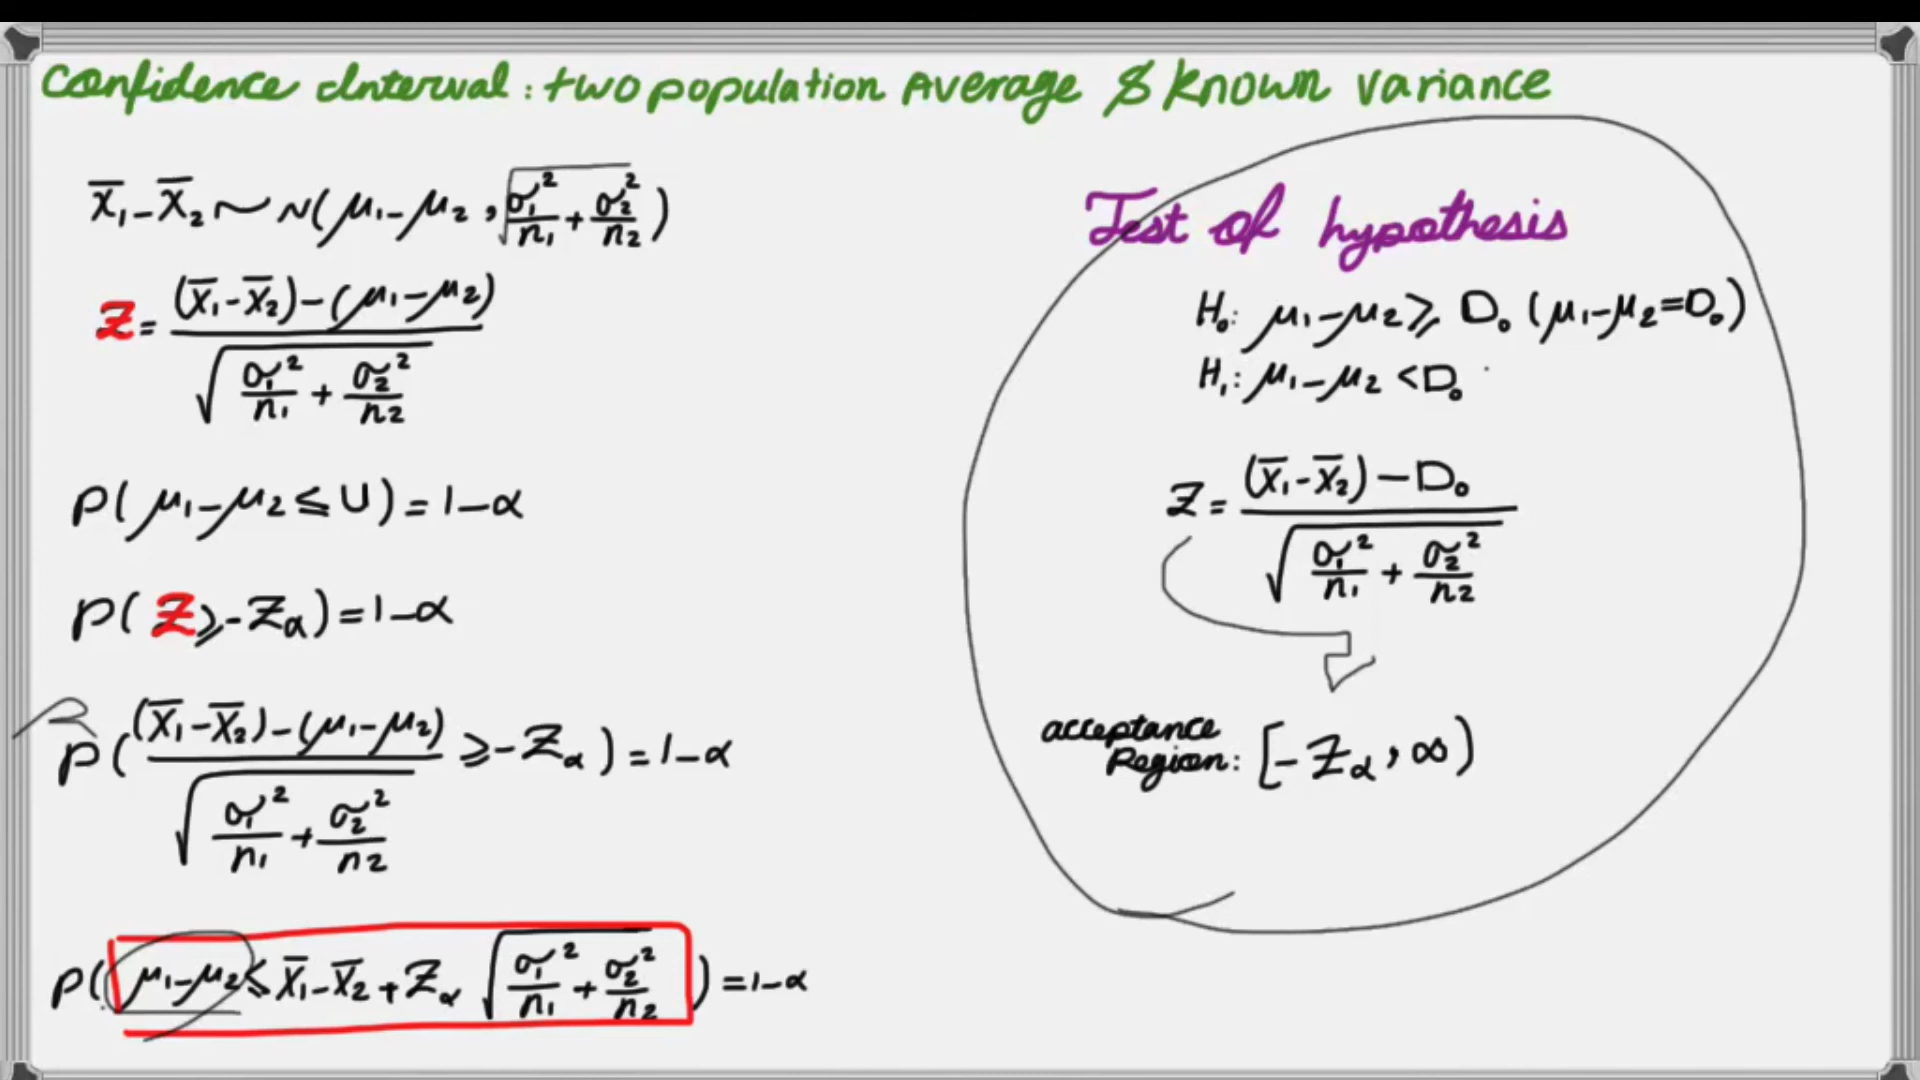 Confidence Interval: two population Average & Known variance
X̄₁-X̄₂ ~ N(μ₁-μ₂, √(σ₁²/n₁ + σ₂²/n₂))
Z = ((X̄₁-X̄₂)-(μ₁-μ₂)) / √(σ₁²/n₁ + σ₂²/n₂)
P(μ₁-μ₂ ≤ U) = 1-α
P(Z ≥ -Zα) = 1-α
P(((X̄₁-X̄₂)-(μ₁-μ₂)) / √(σ₁²/n₁ + σ₂²/n₂) ≥ -Zα) = 1-α
P(μ₁-μ₂ ≤ X̄₁-X̄₂ + Zα √(σ₁²/n₁ + σ₂²/n₂)) = 1-α
Test of hypothesis
H₀: μ₁-μ₂ ≥ D₀ (μ₁-μ₂=D₀)
H₁: μ₁-μ₂ < D₀
Z = ((X̄₁-X̄₂) - D₀) / √(σ₁²/n₁ + σ₂²/n₂)
acceptance
Region: [-Zα, ∞)